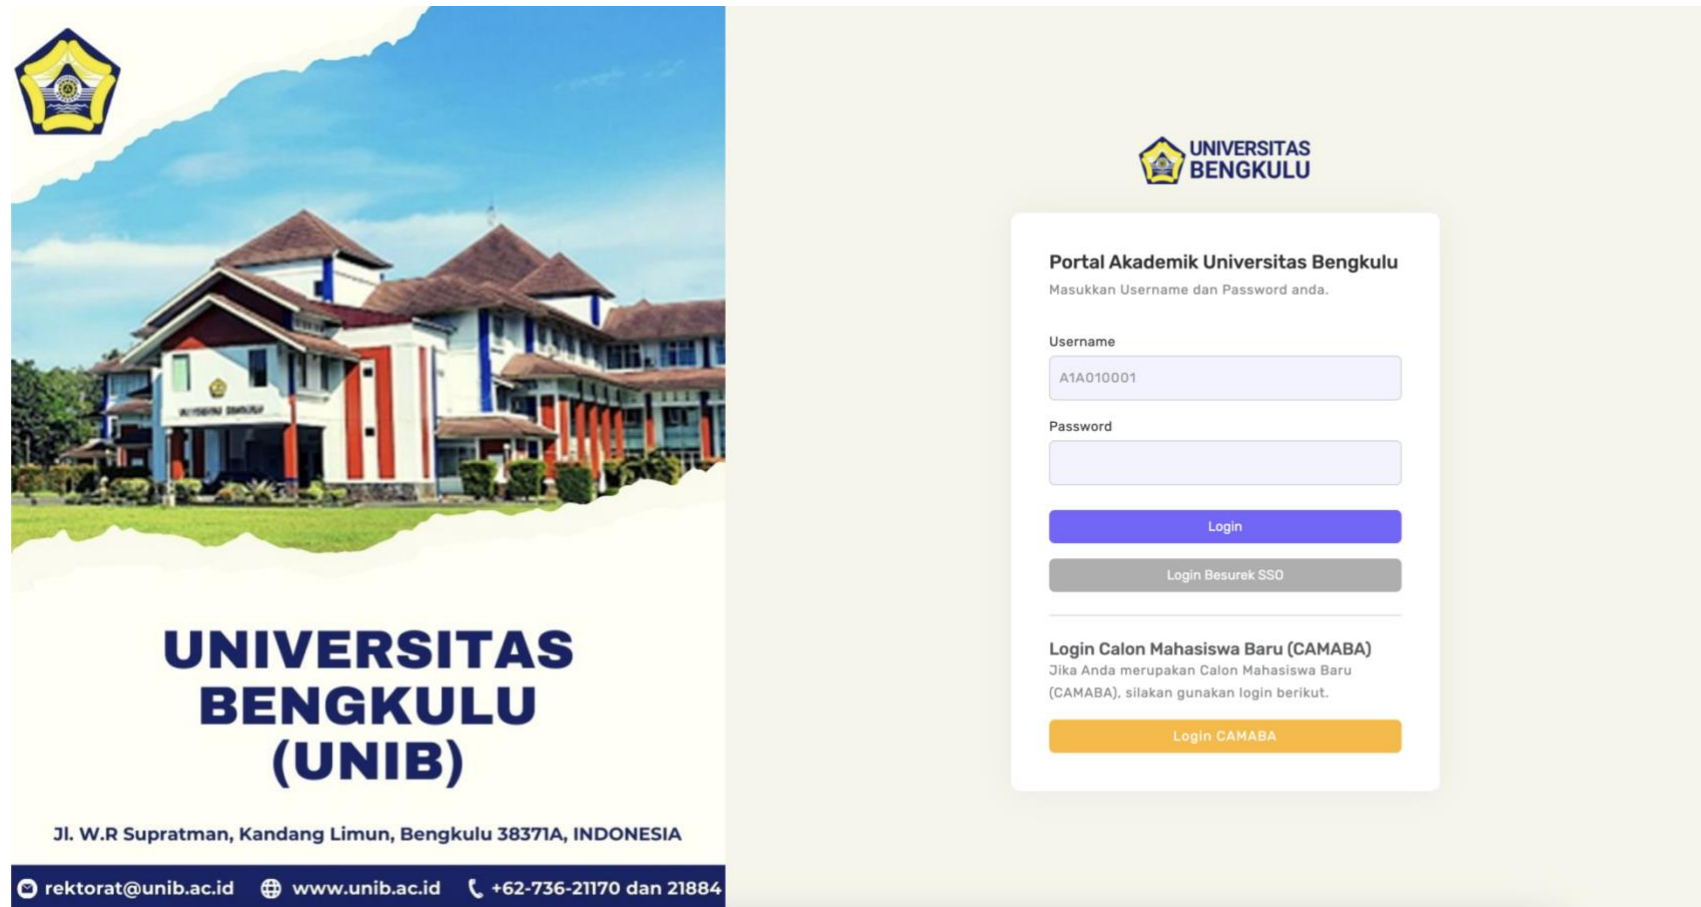 UNIVERSITAS BENGKULU
UNIVERSITAS
BENGKULU
(UNIB)
Jl. W.R Supratman, Kandang Limun, Bengkulu 38371A, INDONESIA
rektorat@unib.ac.id www.unib.ac.id +62-736-21170 dan 21884
UNIVERSITAS
BENGKULU
Portal Akademik Universitas Bengkulu
Masukkan Username dan Password anda.
Username
A1A010001
Password
Login
Login Besurek SSO
Login Calon Mahasiswa Baru (CAMABA)
Jika Anda merupakan Calon Mahasiswa Baru
(CAMABA), silakan gunakan login berikut.
Login CAMABA